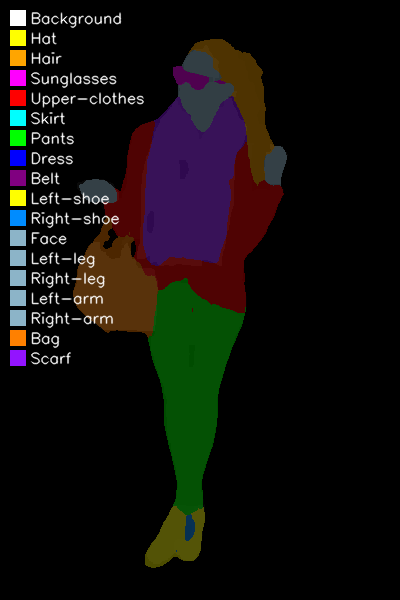 Background
Hat
Hair
Sunglasses
Upper-clothes
Skirt
Pants
Dress
Belt
Left-shoe
Right-shoe
Face
Left-leg
Right-leg
Left-arm
Right-arm
Bag
Scarf